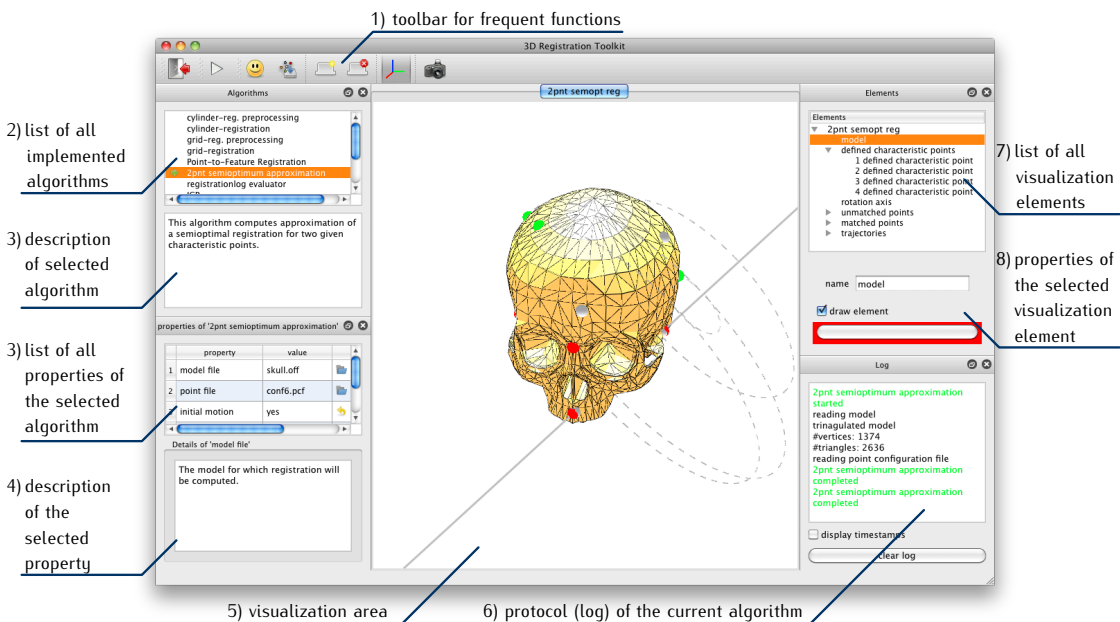 1) toolbar for frequent functions
3D Registration Toolkit
Algorithms
cylinder-reg. preprocessing
cylinder-registration
grid-reg. preprocessing
grid-registration
Point-to-Feature Registration
2pnt semioptimum approximation
registrationlog evaluator
This algorithm computes approximation of
a semioptimal registration for two given
characteristic points.
properties of '2pnt semioptimum approximation'
property value
1 model file skull.off
2 point file conf6.pcf
initial motion yes
Details of 'model file'
The model for which registration will
be computed.
2) list of all
implemented
algorithms
3) description
of selected
algorithm
3) list of all
properties of
the selected
algorithm
4) description
of the
selected
property
2pnt semopt reg
Elements
Elements
2pnt semopt reg
model
defined characteristic points
1 defined characteristic point
2 defined characteristic point
3 defined characteristic point
4 defined characteristic point
rotation axis
unmatched points
matched points
trajectories
name model
draw element
Log
2pnt semioptimum approximation
started
reading model
trinagulated model
#vertices: 1374
#triangles: 2636
reading point configuration file
2pnt semioptimum approximation
completed
2pnt semioptimum approximation
completed
display timestamps
clear log
7) list of all
visualization
elements
8) properties of
the selected
visualization
element
5) visualization area
6) protocol (log) of the current algorithm